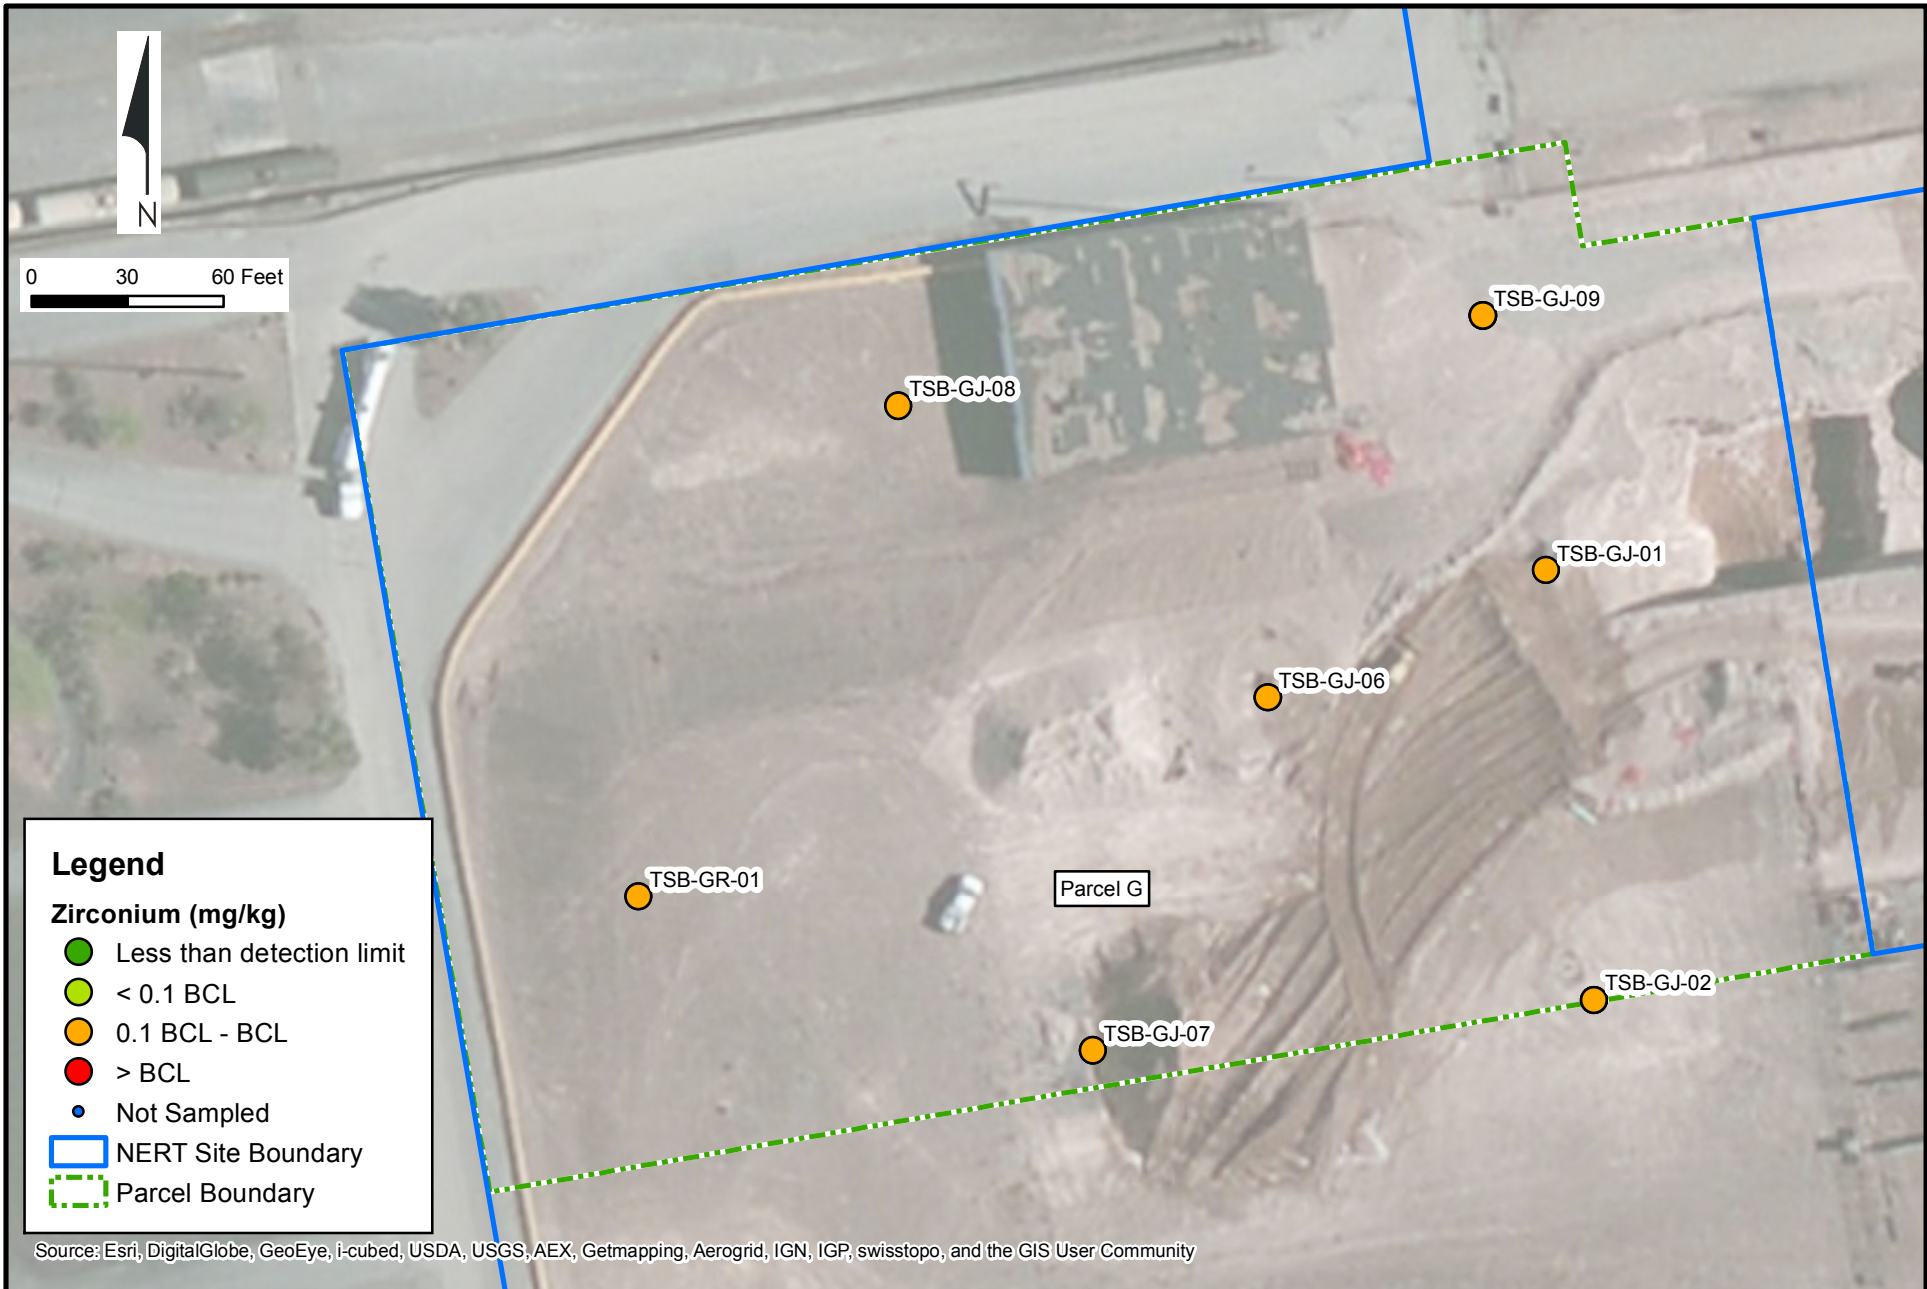 N
0 30 60 Feet
TSB-GJ-09
TSB-GJ-08
TSB-GJ-01
TSB-GJ-06
TSB-GR-01
Parcel G
TSB-GJ-02
TSB-GJ-07
Legend
Zirconium (mg/kg)
Less than detection limit
< 0.1 BCL
0.1 BCL - BCL
> BCL
Not Sampled
NERT Site Boundary
Parcel Boundary
Source: Esri, DigitalGlobe, GeoEye, i-cubed, USDA, USGS, AEX, Getmapping, Aerogrid, IGN, IGP, swisstopo, and the GIS User Community